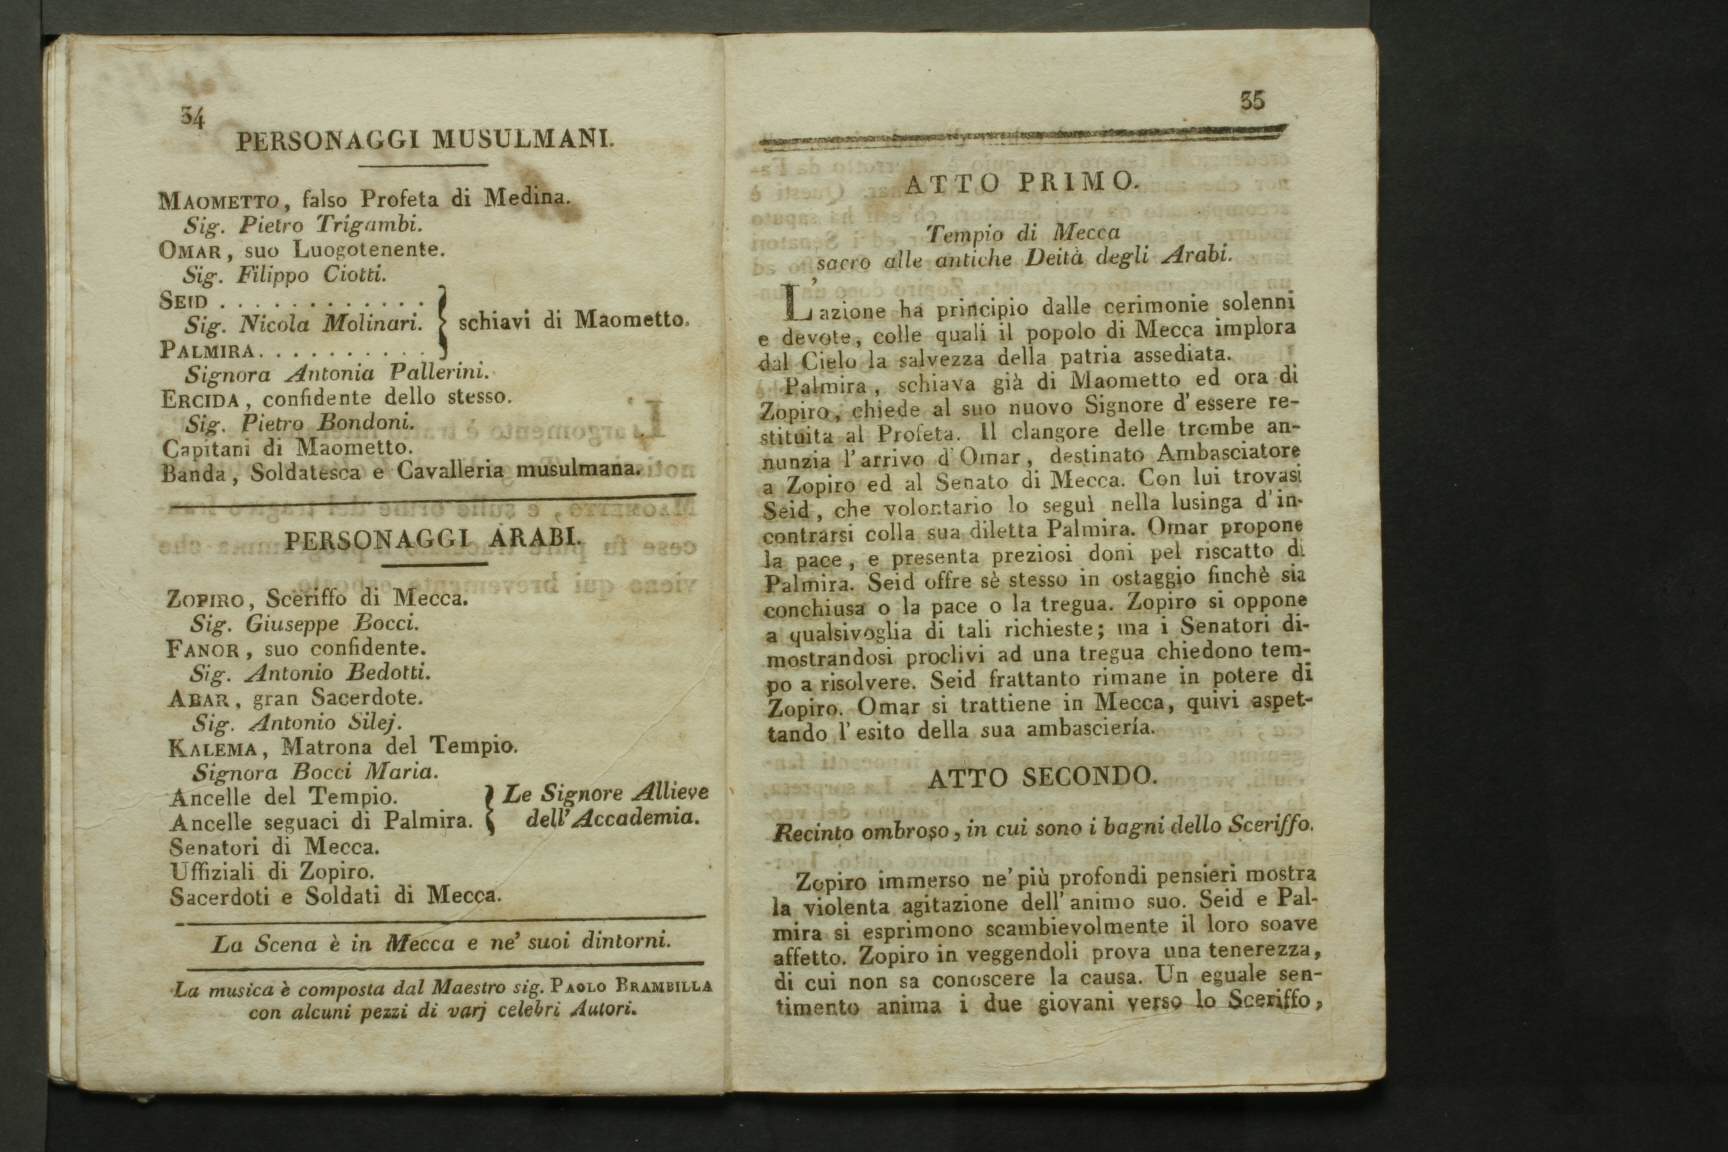 34
PERSONAGGI MUSULMANI.
MAOMETTO, falso Profeta di Medina.
Sig. Pietro Trigambi.
OMAR, suo Luogotenente.
Sig. Filippo Ciotti.
SEID . . . . . . . . . . . .
Sig. Nicola Molinari. } schiavi di Maometto.
PALMIRA. . . . . . . . . . .
Signora Antonia Pallerini.
ERCIDA, confidente dello stesso.
Sig. Pietro Bondoni.
Capitani di Maometto.
Banda, Soldatesca e Cavalleria musulmana.
PERSONAGGI ARABI.
ZOPIRO, Sceriffo di Mecca.
Sig. Giuseppe Bocci.
FANOR, suo confidente.
Sig. Antonio Bedotti.
ABAR, gran Sacerdote.
Sig. Antonio Silej.
KALEMA, Matrona del Tempio.
Signora Bocci Maria.
Ancelle del Tempio. } Le Signore Allieve
Ancelle seguaci di Palmira. } dell'Accademia.
Senatori di Mecca.
Uffiziali di Zopiro.
Sacerdoti e Soldati di Mecca.
La Scena è in Mecca e ne' suoi dintorni.
La musica è composta dal Maestro sig. PAOLO BRAMBILLA
con alcuni pezzi di varj celebri Autori.
35
ATTO PRIMO.
Tempio di Mecca
sacro alle antiche Deità degli Arabi.
L'azione ha principio dalle cerimonie solenni
e devote, colle quali il popolo di Mecca implora
dal Cielo la salvezza della patria assediata.
Palmira, schiava già di Maometto ed ora di
Zopiro, chiede al suo nuovo Signore d'essere re-
stituita al Profeta. Il clangore delle trombe an-
nunzia l'arrivo d'Omar, destinato Ambasciatore
a Zopiro ed al Senato di Mecca. Con lui trovasi
Seid, che volontario lo seguì nella lusinga d'in-
contrarsi colla sua diletta Palmira. Omar propone
la pace, e presenta preziosi doni pel riscatto di
Palmira. Seid offre sè stesso in ostaggio finchè sia
conchiusa o la pace o la tregua. Zopiro si oppone
a qualsivoglia di tali richieste; ma i Senatori di-
mostrandosi proclivi ad una tregua chiedono tem-
po a risolvere. Seid frattanto rimane in potere di
Zopiro. Omar si trattiene in Mecca, quivi aspet-
tando l'esito della sua ambasciería.
ATTO SECONDO.
Recinto ombroso, in cui sono i bagni dello Sceriffo.
Zopiro immerso ne' più profondi pensieri mostra
la violenta agitazione dell'animo suo. Seid e Pal-
mira si esprimono scambievolmente il loro soave
affetto. Zopiro in veggendoli prova una tenerezza,
di cui non sa conoscere la causa. Un eguale sen-
timento anima i due giovani verso lo Sceriffo,